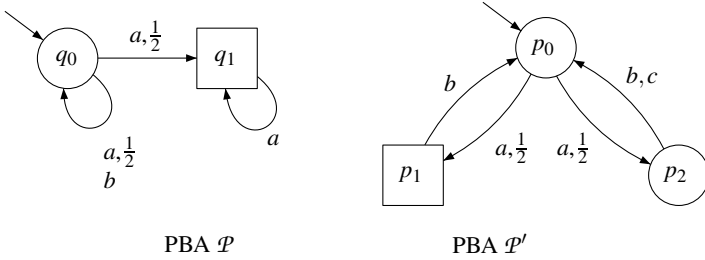 a,1/2
q0
q1
a
a,1/2
b
PBA 𝒫
p0
b
b,c
a,1/2
a,1/2
p1
p2
PBA 𝒫′